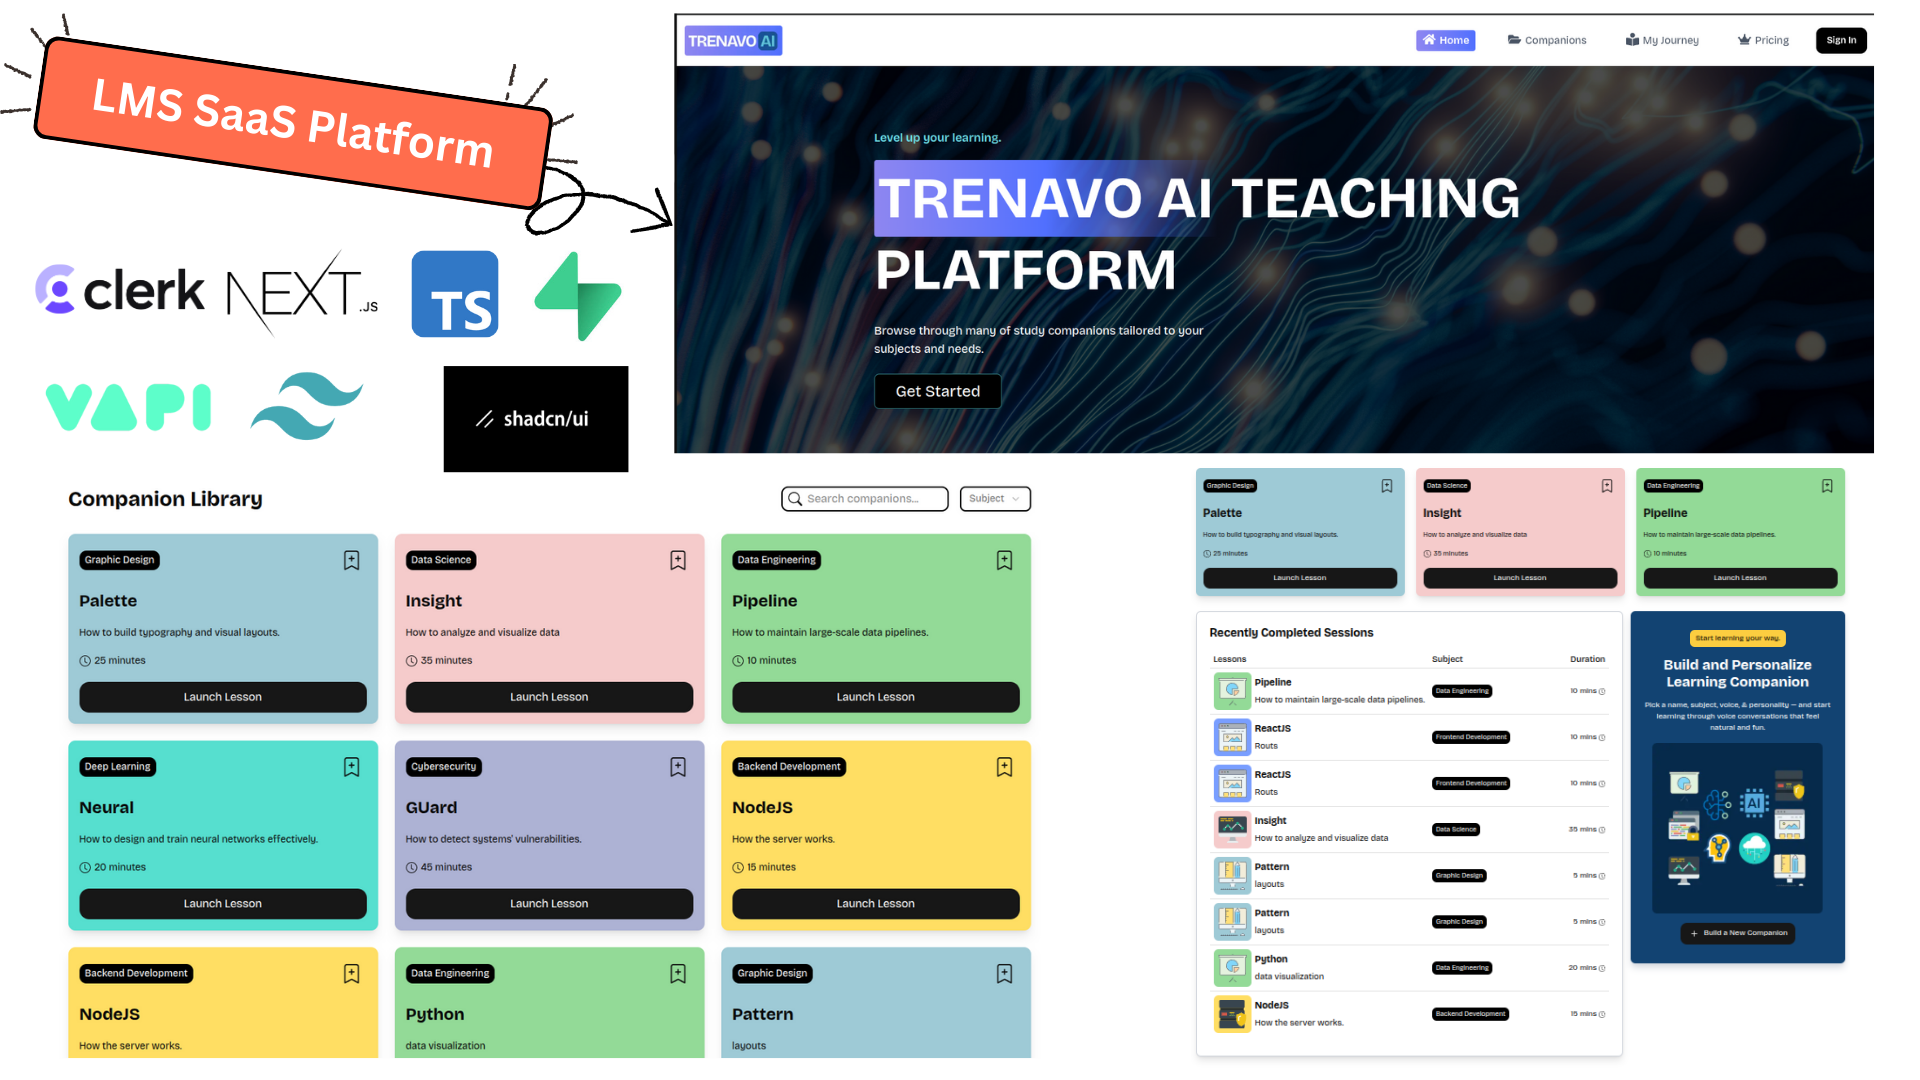 LMS SaaS Platform
clerk
NEXT.JS
TS
VAPI
shadcn/ui
TRENAVO AI
Home
Companions
My Journey
Pricing
Sign In
Level up your learning.
TRENAVO AI TEACHING
PLATFORM
Browse through many of study companions tailored to your
subjects and needs.
Get Started
Companion Library
Search companions...
Subject
Graphic Design
Palette
How to build typography and visual layouts.
25 minutes
Launch Lesson
Data Science
Insight
How to analyze and visualize data
35 minutes
Launch Lesson
Data Engineering
Pipeline
How to maintain large-scale data pipelines.
10 minutes
Launch Lesson
Deep Learning
Neural
How to design and train neural networks effectively.
20 minutes
Launch Lesson
Cybersecurity
GUard
How to detect systems' vulnerabilities.
45 minutes
Launch Lesson
Backend Development
NodeJS
How the server works.
15 minutes
Launch Lesson
Backend Development
NodeJS
How the server works.
Data Engineering
Python
data visualization
Graphic Design
Pattern
layouts
Graphic Design
Palette
How to build typography and visual layouts.
25 minutes
Launch Lesson
Data Science
Insight
How to analyze and visualize data
35 minutes
Launch Lesson
Data Engineering
Pipeline
How to maintain large-scale data pipelines.
10 minutes
Launch Lesson
Recently Completed Sessions
Lessons Subject Duration
Pipeline
How to maintain large-scale data pipelines.
Data Engineering
10 mins
ReactJS
Routs
Frontend Development
10 mins
ReactJS
Routs
Frontend Development
10 mins
Insight
How to analyze and visualize data
Data Science
35 mins
Pattern
layouts
Graphic Design
5 mins
Pattern
layouts
Graphic Design
5 mins
Python
data visualization
Data Engineering
20 mins
NodeJS
How the server works.
Backend Development
15 mins
Start learning your way.
Build and Personalize
Learning Companion
Pick a name, subject, voice, & personality — and start
learning through voice conversations that feel
natural and fun.
AI
+ Build a New Companion